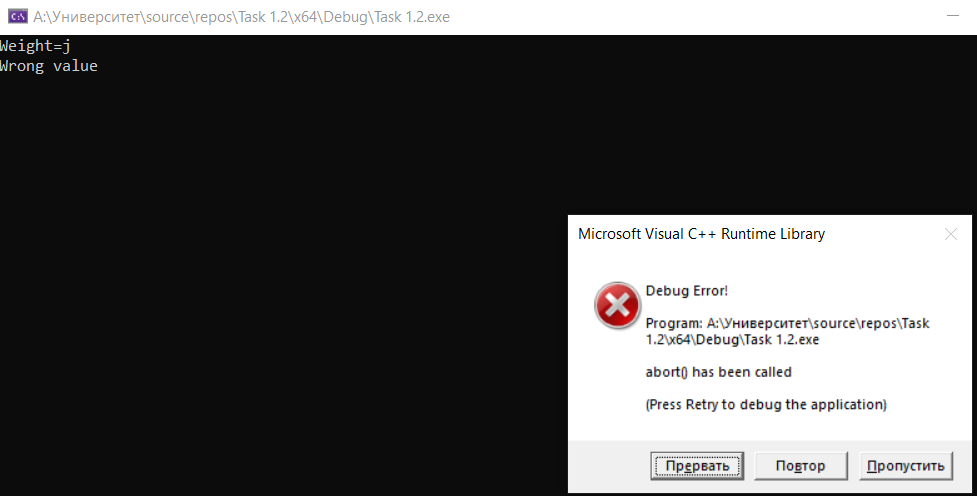 A:\Университет\source\repos\Task 1.2\x64\Debug\Task 1.2.exe
Weight=j
Wrong value
Microsoft Visual C++ Runtime Library
Debug Error!
Program: A:\Университет\source\repos\Task
1.2\x64\Debug\Task 1.2.exe
abort() has been called
(Press Retry to debug the application)
Прервать Повтор Пропустить